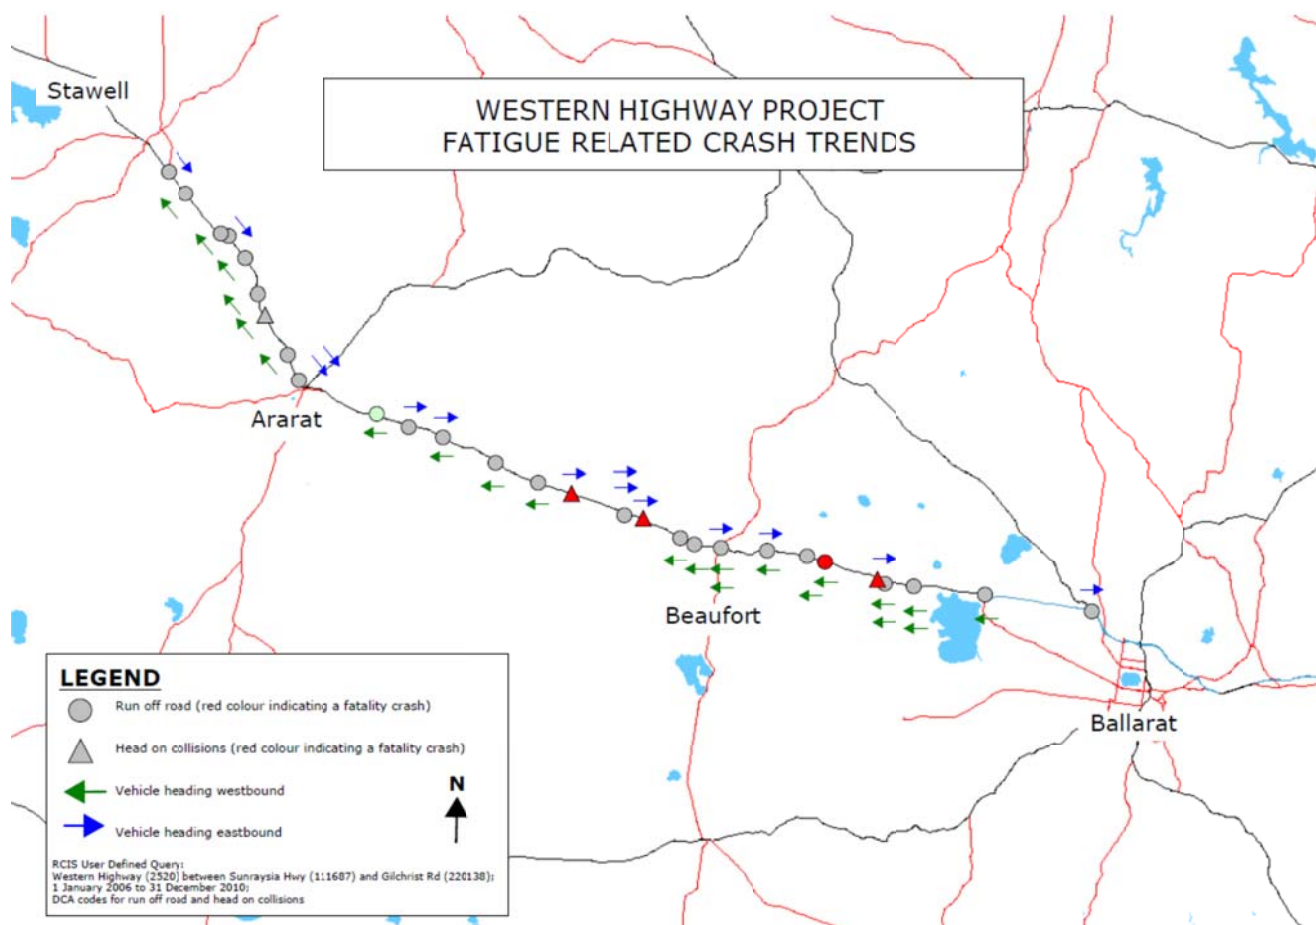 Stawell
WESTERN HIGHWAY PROJECT
FATIGUE RELATED CRASH TRENDS
Ararat
Beaufort
Ballarat
LEGEND
Run off road (red colour indicating a fatality crash)
Head on collisions (red colour indicating a fatality crash)
Vehicle heading westbound
Vehicle heading eastbound
N
RCIS User Defined Query:
Western Highway (2520) between Sunraysia Hwy (111687) and Gilchrist Rd (220138);
1 January 2006 to 31 December 2010;
DCA codes for run off road and head on collisions